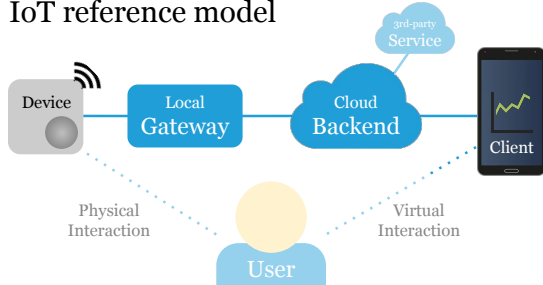 IoT reference model
3rd-party
Service
Device
Local
Gateway
Cloud
Backend
Client
Physical
Interaction
Virtual
Interaction
User